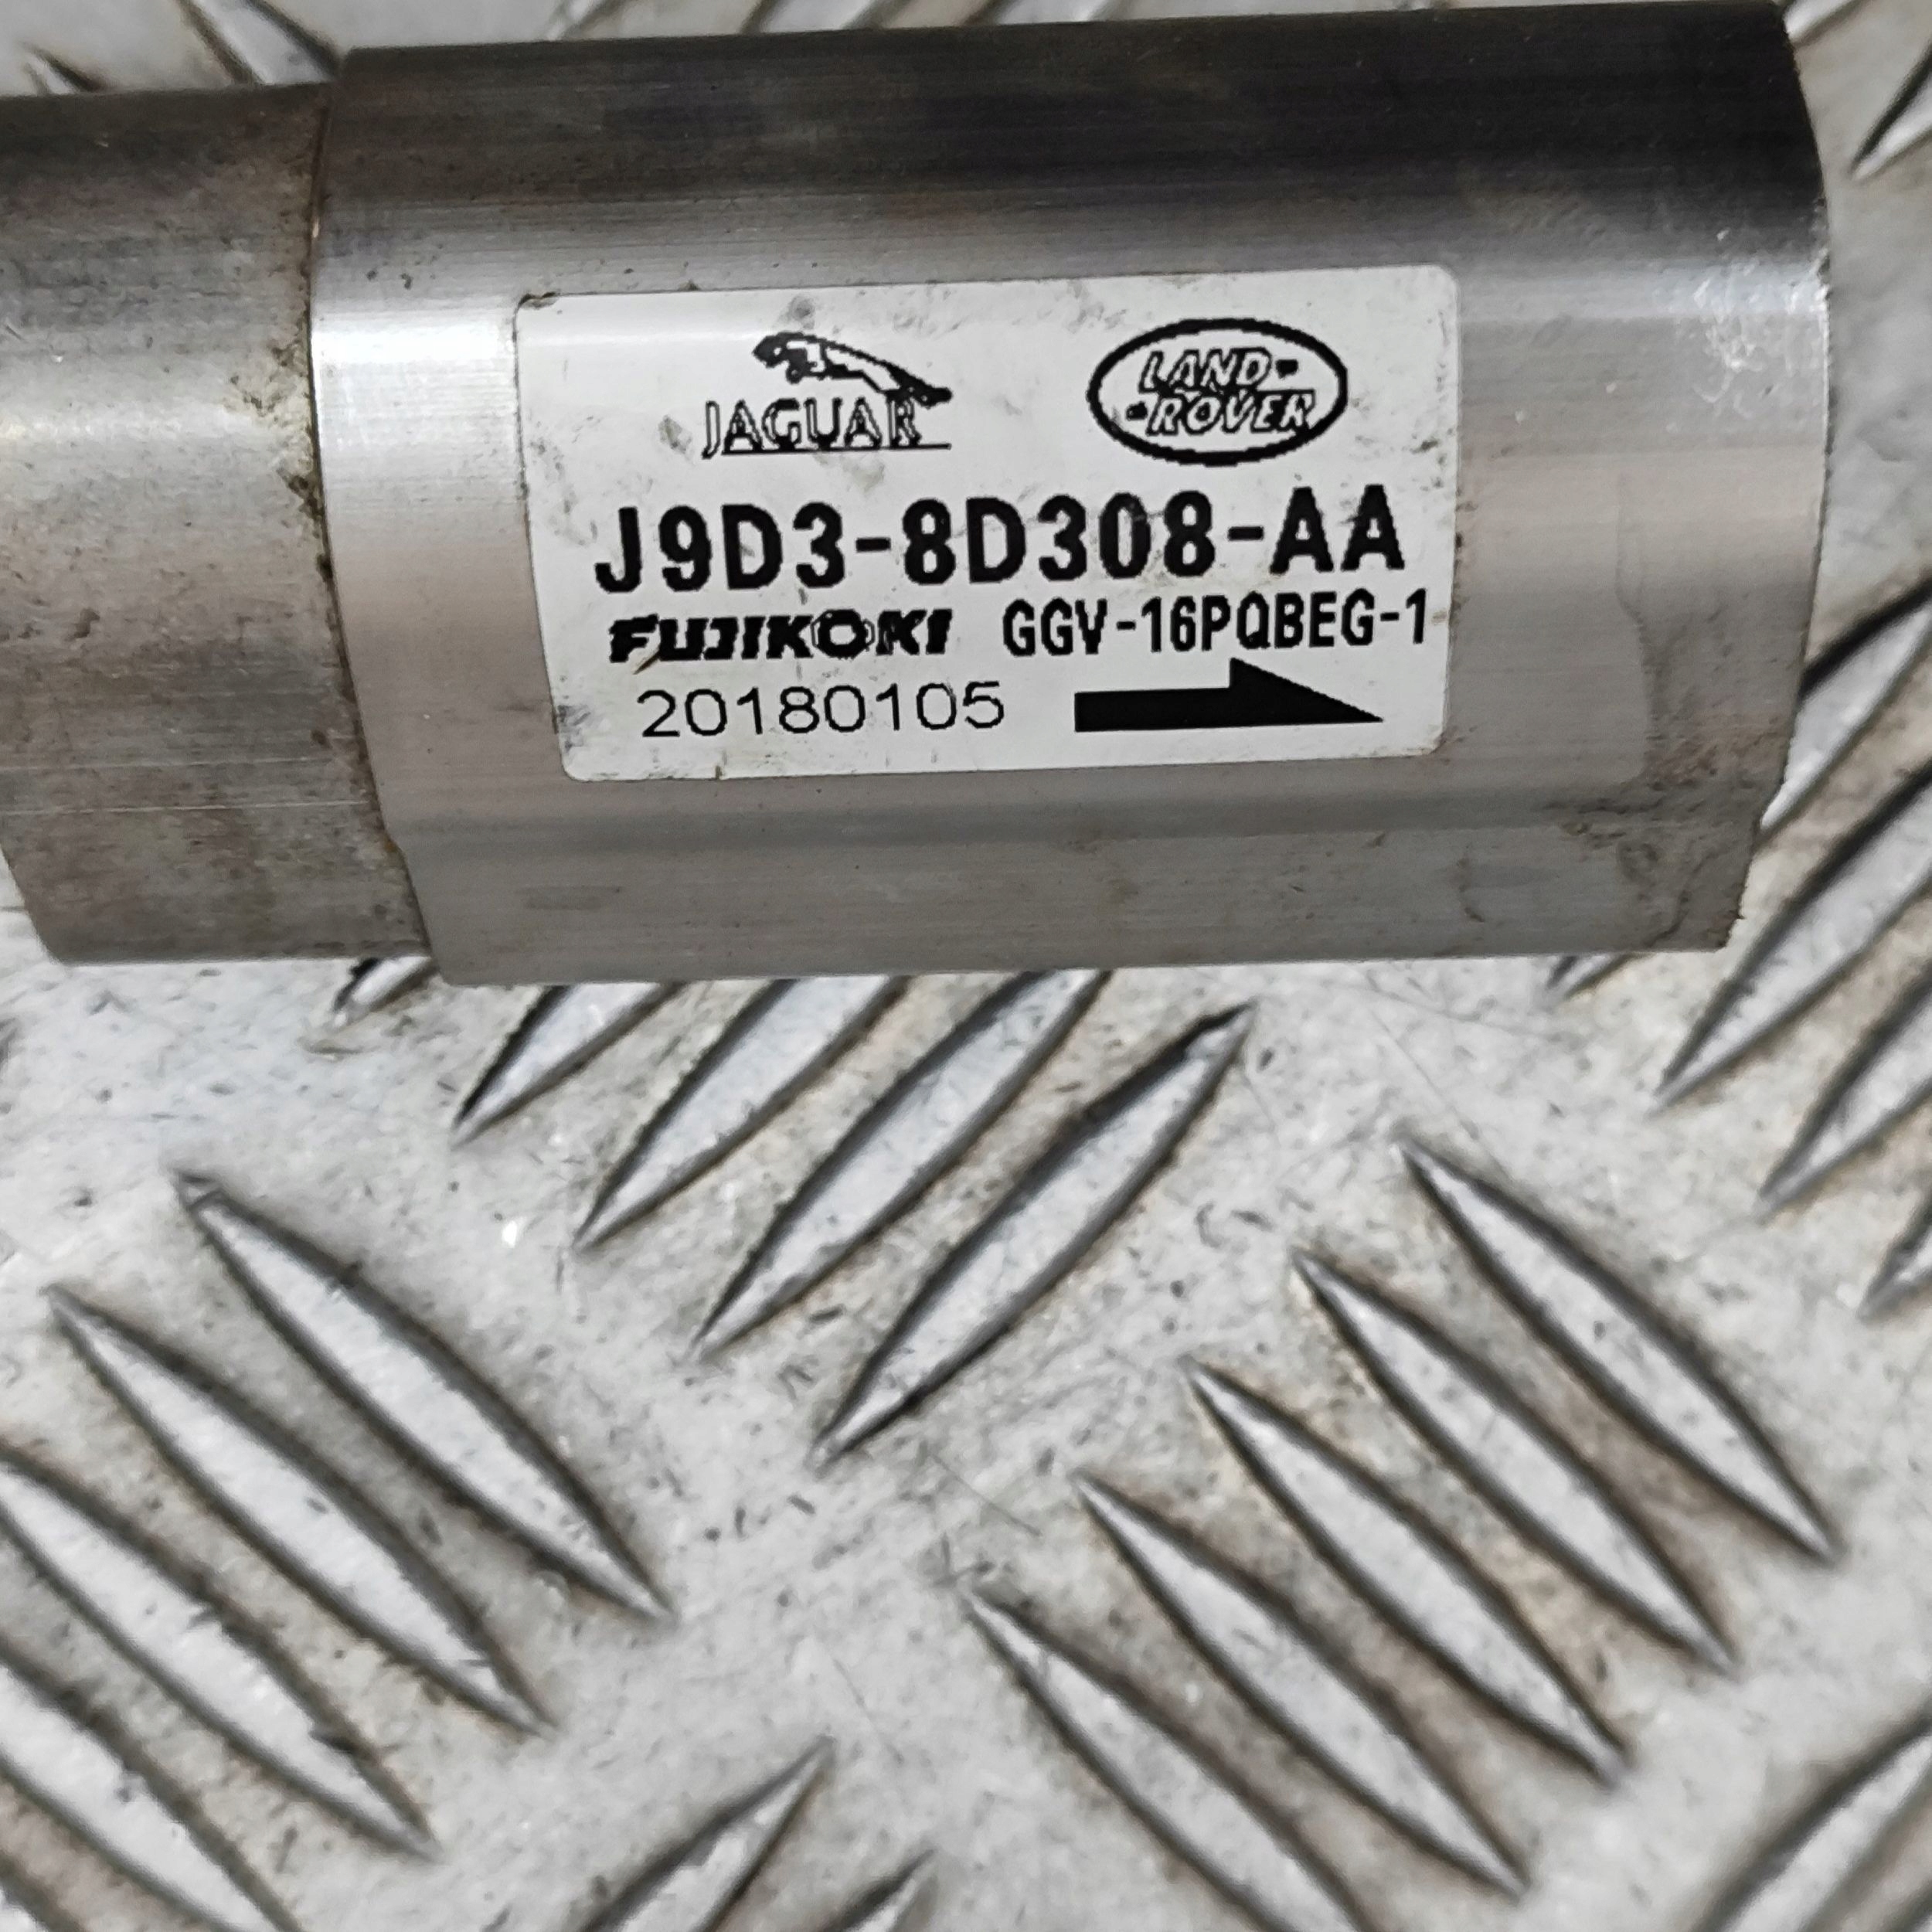 JAGUAR
LAND-
-ROVER
J9D3-8D308-AA
FUJIKOKI GGV-16PQBEG-1
20180105